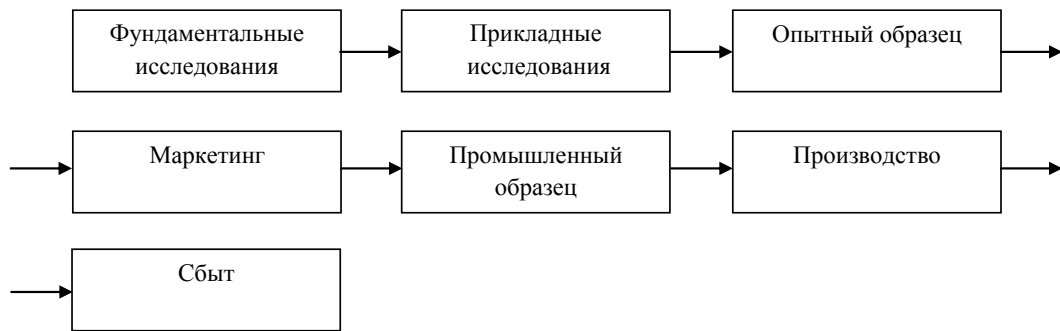 Фундаментальные
исследования
Прикладные
исследования
Опытный образец
Маркетинг
Промышленный
образец
Производство
Сбыт